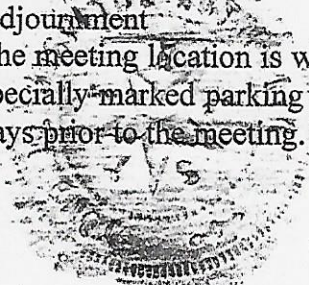 djournment
he meeting location is w
pecially marked parking
ays prior to the meeting.